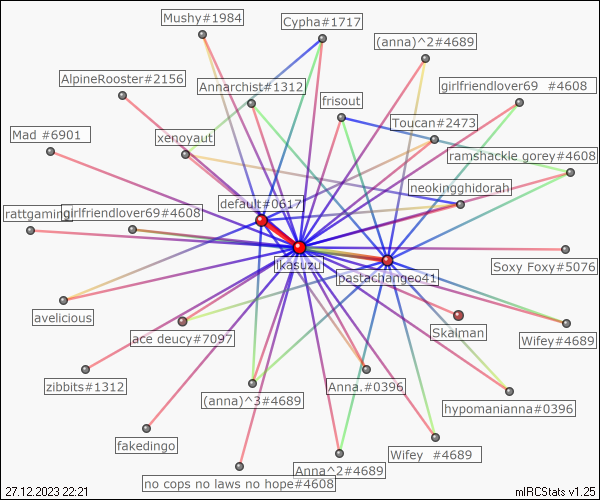 Mushy#1984
Cypha#1717
(anna)^2#4689
AlpineRooster#2156
Annarchist#1312
girlfriendlover69 #4608
frisout
Mad #6901
xenoyaut
Toucan#2473
ramshackle gorey#4608
neokingghidorah
default#0617
rattgaming
girlfriendlover69#4608
ikasuzu
pastachangeo41
Soxy Foxy#5076
avelicious
ace deucy#7097
Skalman
Wifey#4689
zibbits#1312
(anna)^3#4689
Anna.#0396
hypomanianna#0396
fakedingo
no cops no laws no hope#4608
Anna^2#4689
Wifey #4689
27.12.2023 22:21
mIRCStats v1.25